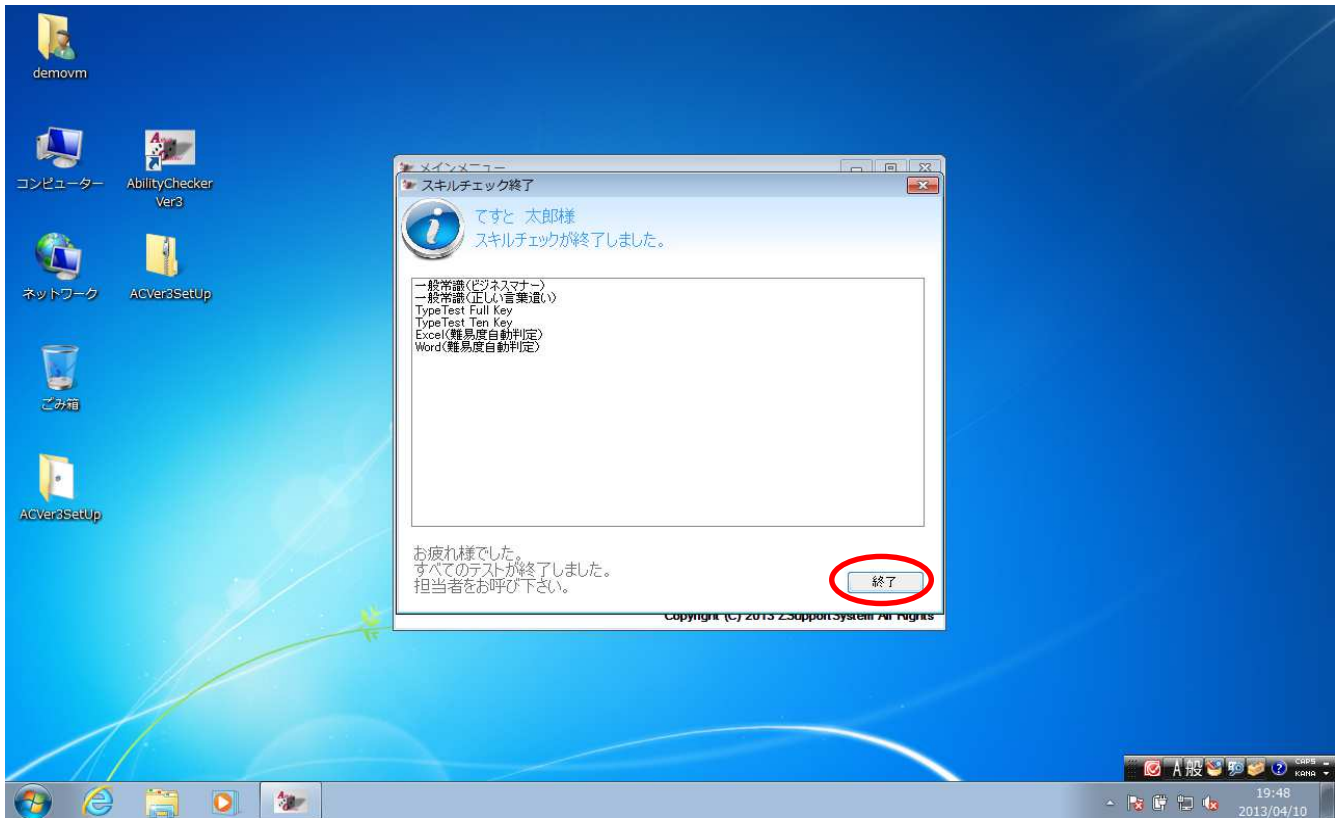 demovm
コンピューター
AbilityChecker
Ver3
ネットワーク
ACVer3SetUp
ごみ箱
ACVer3SetUp
メインメニュー
スキルチェック終了
てすと 太郎様
スキルチェックが終了しました。
一般常識(ビジネスマナー)
一般常識(正しい言葉遣い)
TypeTest Full Key
TypeTest Ten Key
Excel(難易度自動判定)
Word(難易度自動判定)
お疲れ様でした。
すべてのテストが終了しました。
担当者をお呼び下さい。
終了
Copyright (C) 2013 ZSupportSystem All Rights
A 般
CAPS
KANA
19:48
2013/04/10